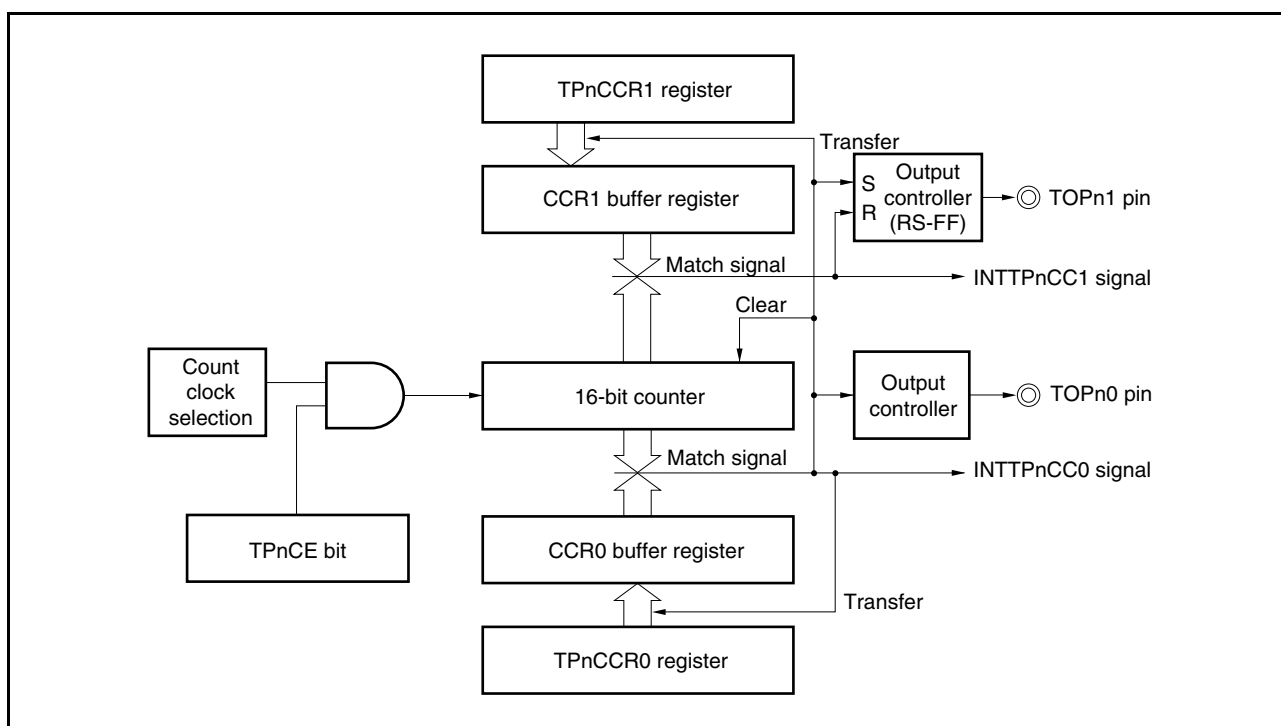 TPnCCR1 register
Transfer
CCR1 buffer register
S
R
Output
controller
(RS-FF)
TOPn1 pin
Match signal
INTTPnCC1 signal
Clear
Count
clock
selection
16-bit counter
Output
controller
TOPn0 pin
Match signal
INTTPnCC0 signal
TPnCE bit
CCR0 buffer register
Transfer
TPnCCR0 register